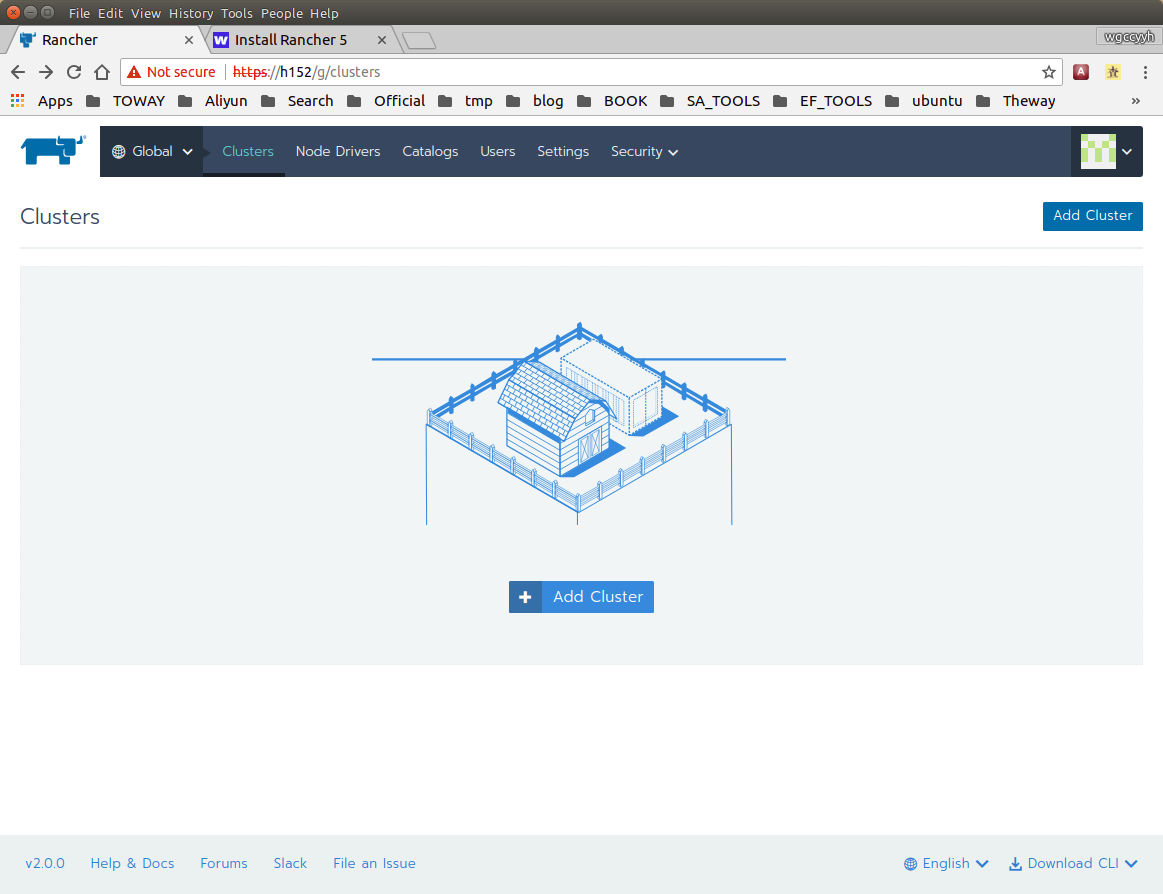 File Edit View History Tools People Help
Rancher
Install Rancher 5
wgccyyh
Not secure https://h152/g/clusters
A
Apps TOWAY Aliyun Search Official tmp blog BOOK SA_TOOLS EF_TOOLS ubuntu Theway »
Global Clusters Node Drivers Catalogs Users Settings Security
Clusters
Add Cluster
Add Cluster
v2.0.0 Help & Docs Forums Slack File an Issue English Download CLI